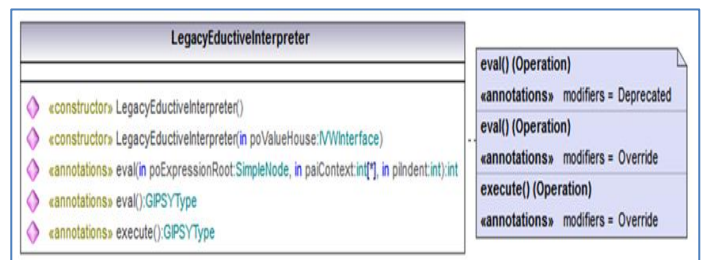 LegacyEductiveInterpreter
«constructor» LegacyEductiveInterpreter()
«constructor» LegacyEductiveInterpreter(in poValueHouse:IVWInterface)
«annotations» eval(in poExpressionRoot:SimpleNode, in paiContext:int[*], in piIndent:int):int
«annotations» eval():GIPSYType
«annotations» execute():GIPSYType
eval() (Operation)
«annotations» modifiers = Deprecated
eval() (Operation)
«annotations» modifiers = Override
execute() (Operation)
«annotations» modifiers = Override